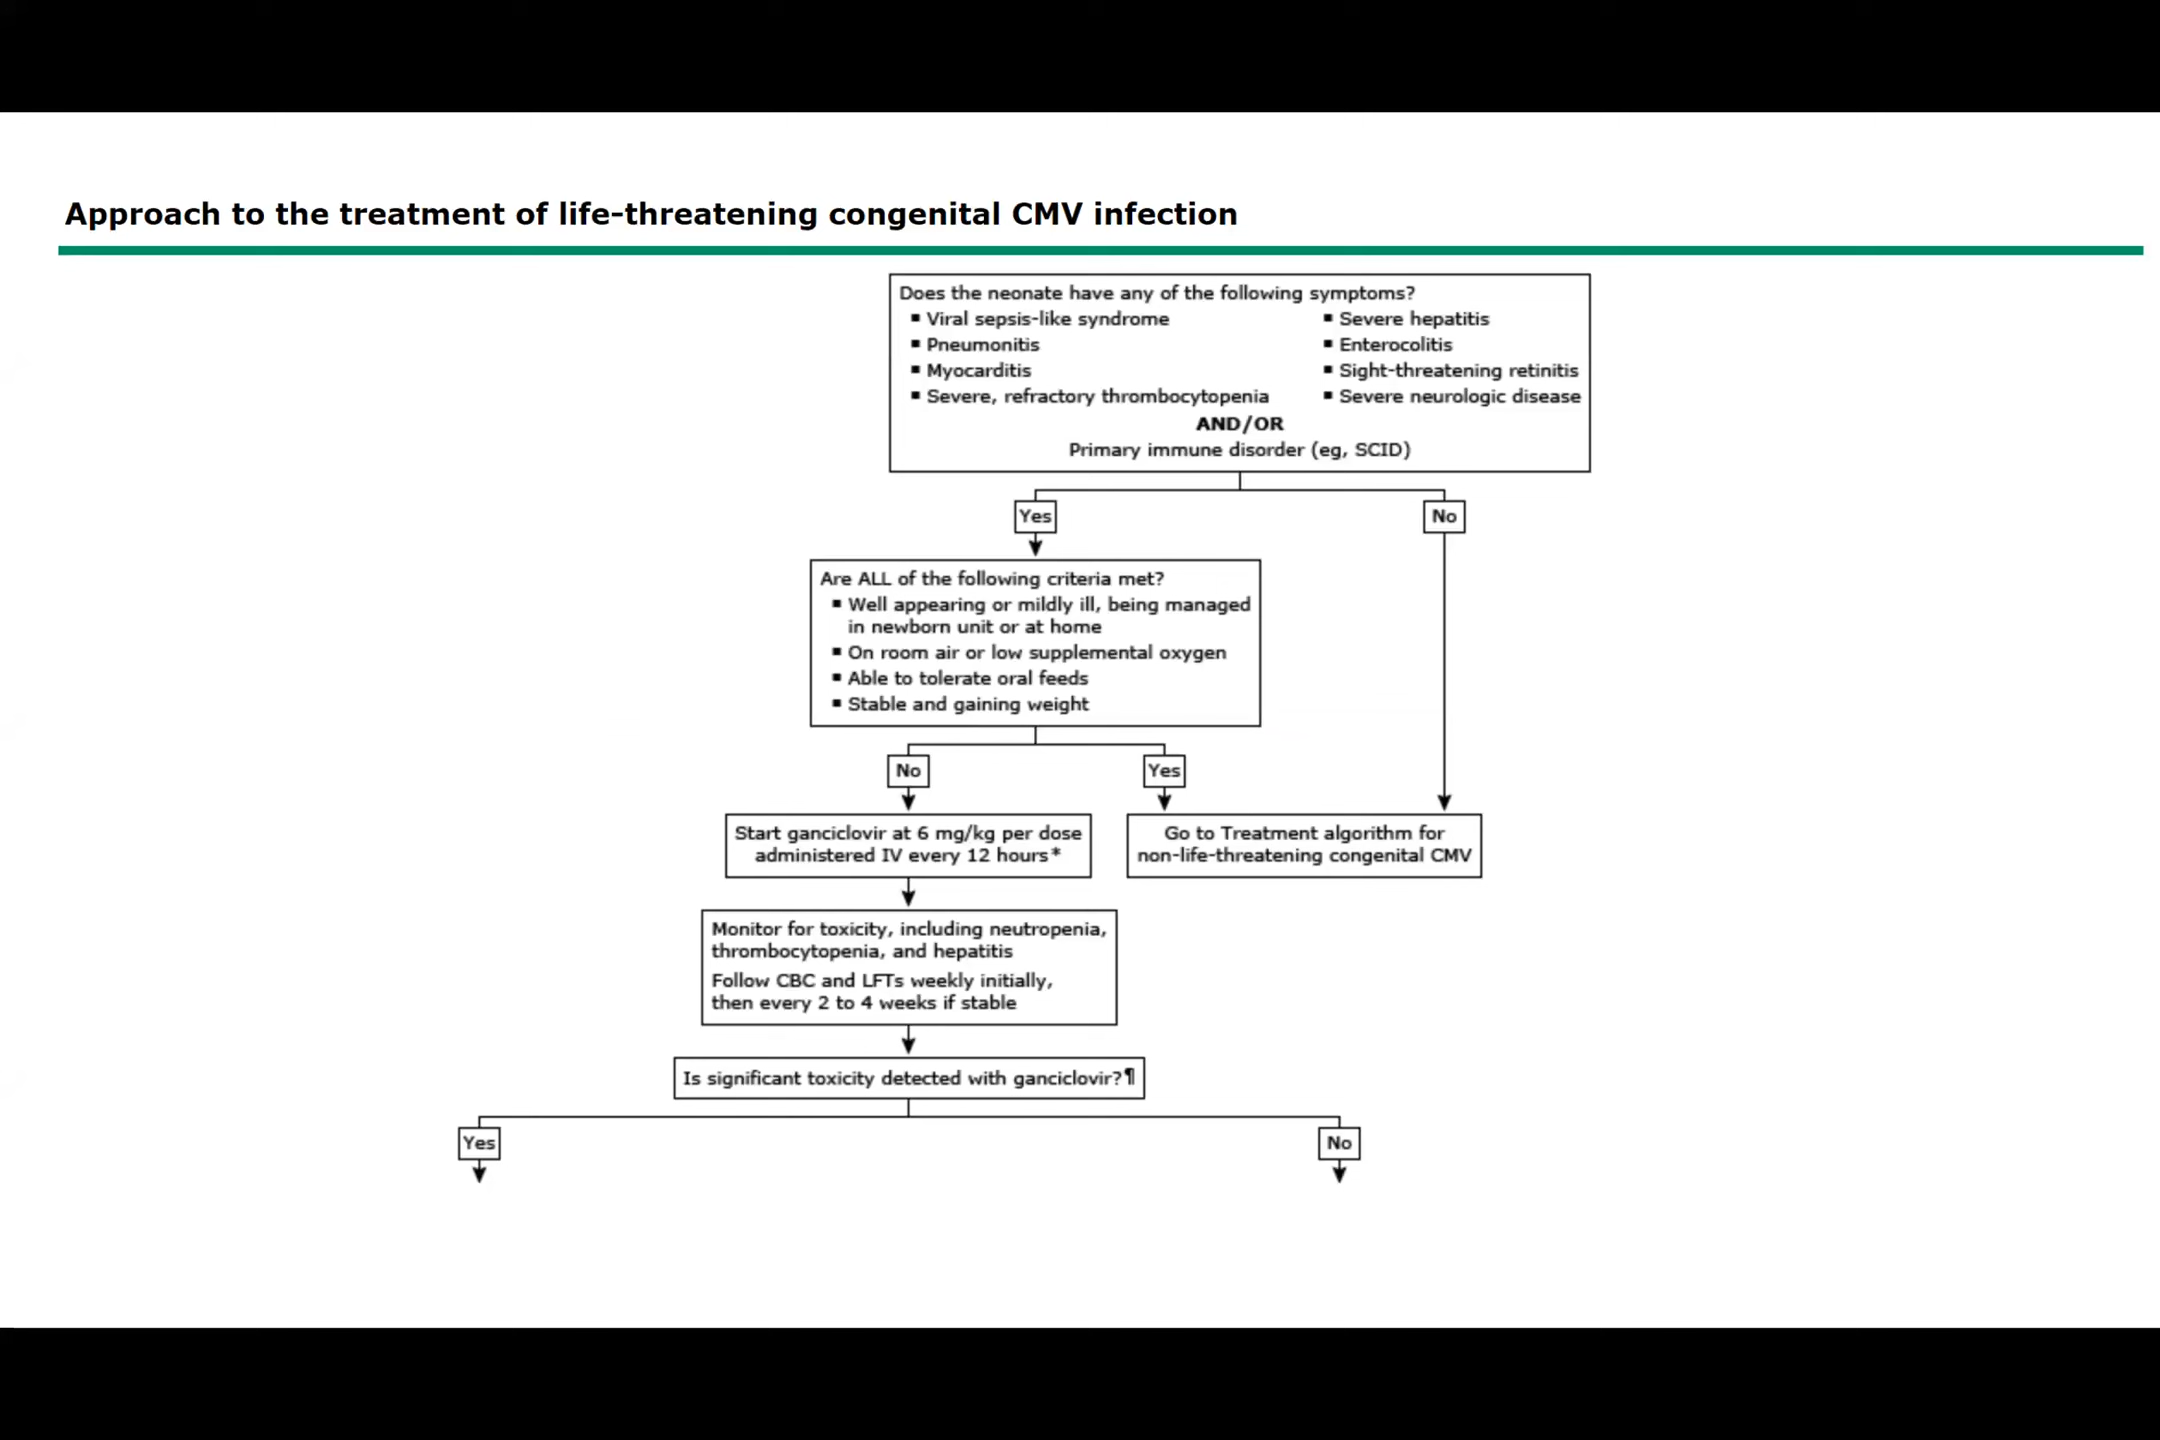 Approach to the treatment of life-threatening congenital CMV infection
Does the neonate have any of the following symptoms?
▪ Viral sepsis-like syndrome
▪ Pneumonitis
▪ Myocarditis
▪ Severe, refractory thrombocytopenia
▪ Severe hepatitis
▪ Enterocolitis
▪ Sight-threatening retinitis
▪ Severe neurologic disease
AND/OR
Primary immune disorder (eg, SCID)
Yes
No
Are ALL of the following criteria met?
▪ Well appearing or mildly ill, being managed
in newborn unit or at home
▪ On room air or low supplemental oxygen
▪ Able to tolerate oral feeds
▪ Stable and gaining weight
No
Yes
Start ganciclovir at 6 mg/kg per dose
administered IV every 12 hours*
Go to Treatment algorithm for
non-life-threatening congenital CMV
Monitor for toxicity, including neutropenia,
thrombocytopenia, and hepatitis
Follow CBC and LFTs weekly initially,
then every 2 to 4 weeks if stable
Is significant toxicity detected with ganciclovir?¶
Yes
No